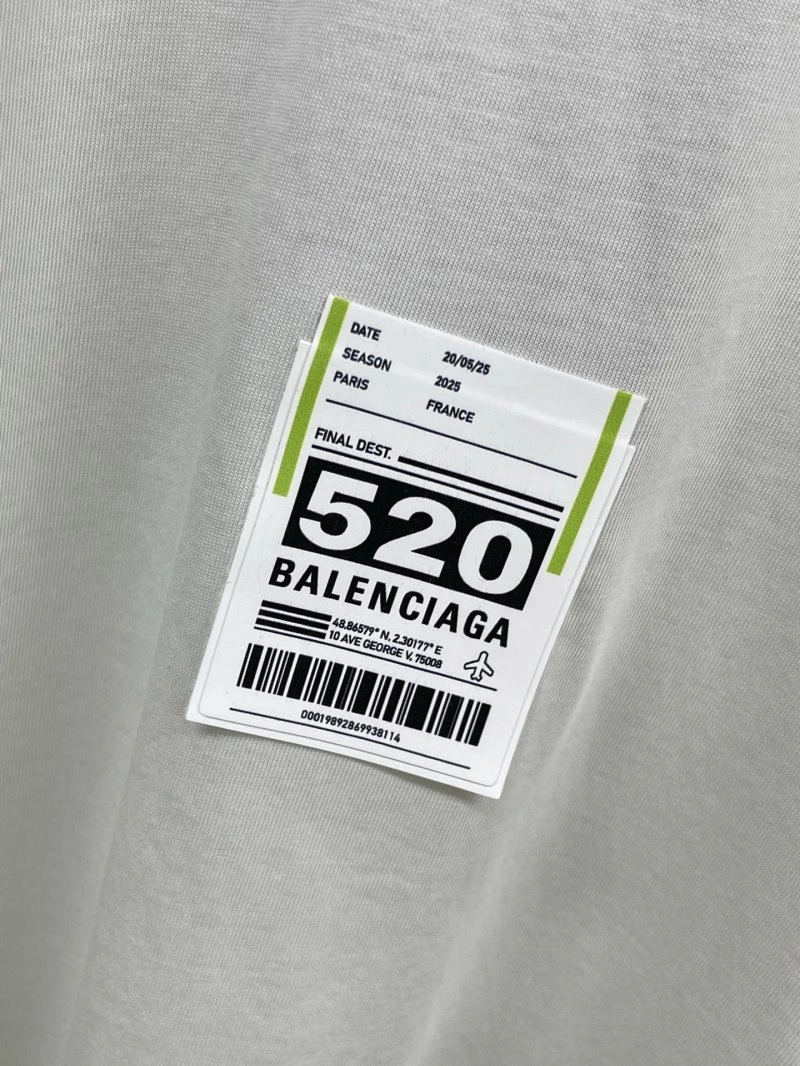 DATE 20/05/25
SEASON 2025
PARIS FRANCE
FINAL DEST.
520
BALENCIAGA
48.86579° N, 2.30177° E
10 AVE GEORGE V, 75008
00019892869938114